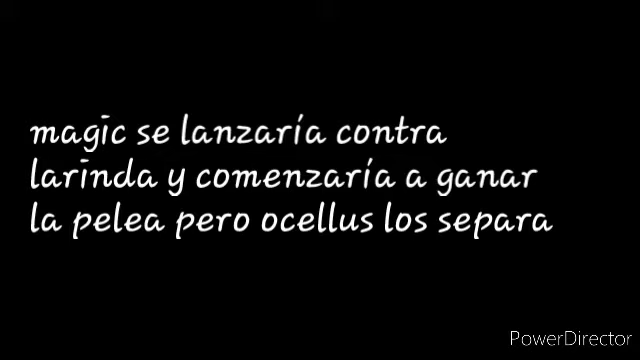 magic se lanzaría contra
larinda y comenzaría a ganar
la pelea pero ocellus los separa
PowerDirector